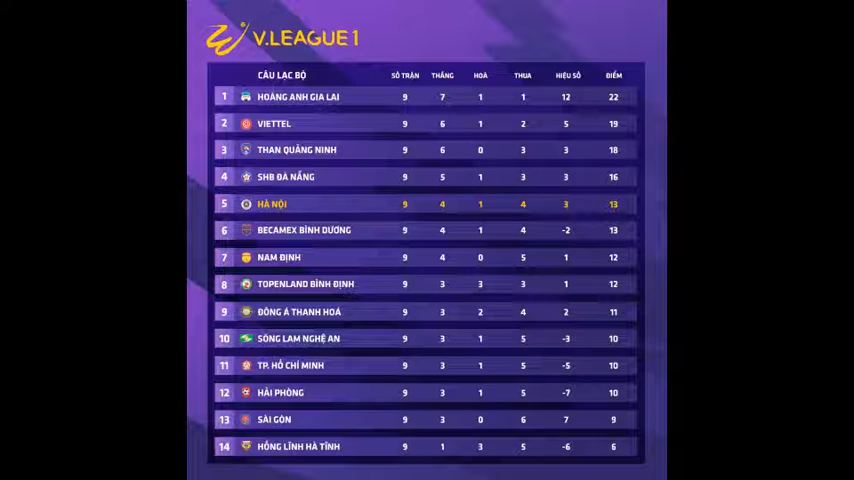 V.LEAGUE 1
CÂU LẠC BỘ SỐ TRẬN THẮNG HOÀ THUA HIỆU SỐ ĐIỂM
1 HOÀNG ANH GIA LAI 9 7 1 1 12 22
2 VIETTEL 9 6 1 2 5 19
3 THAN QUẢNG NINH 9 6 0 3 3 18
4 SHB ĐÀ NẴNG 9 5 1 3 3 16
5 HÀ NỘI 9 4 1 4 3 13
6 BECAMEX BÌNH DƯƠNG 9 4 1 4 -2 13
7 NAM ĐỊNH 9 4 0 5 1 12
8 TOPENLAND BÌNH ĐỊNH 9 3 3 3 1 12
9 ĐÔNG Á THANH HOÁ 9 3 2 4 2 11
10 SÔNG LAM NGHỆ AN 9 3 1 5 -3 10
11 TP. HỒ CHÍ MINH 9 3 1 5 -5 10
12 HẢI PHÒNG 9 3 1 5 -7 10
13 SÀI GÒN 9 3 0 6 7 9
14 HỒNG LĨNH HÀ TĨNH 9 1 3 5 -6 6